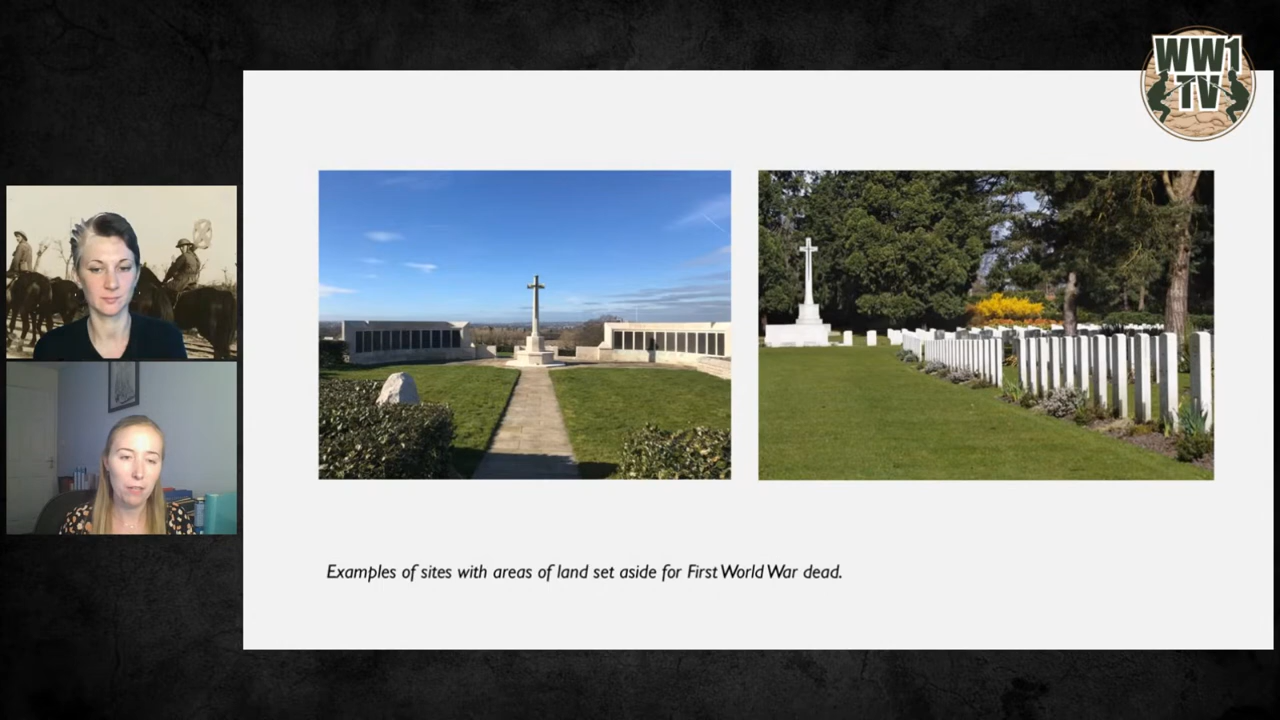 WW1
TV
Examples of sites with areas of land set aside for First World War dead.